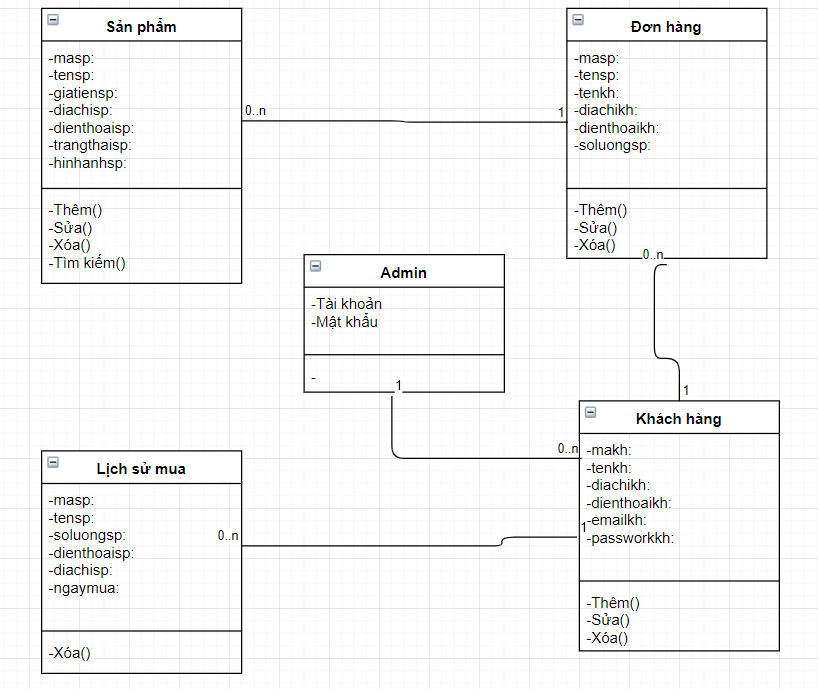 Sản phẩm
-masp:
-tensp:
-giatiensp:
-diachisp:
-dienthoaisp:
-trangthaisp:
-hinhanhsp:
-Thêm()
-Sửa()
-Xóa()
-Tìm kiếm()
0..n
1
Đơn hàng
-masp:
-tensp:
-tenkh:
-diachikh:
-dienthoaikh:
-soluongsp:
-Thêm()
-Sửa()
-Xóa()
0..n
1
Admin
-Tài khoản
-Mật khẩu
-
1
0..n
Khách hàng
-makh:
-tenkh:
-diachikh:
-dienthoaikh:
-emailkh:
-passworkkh:
-Thêm()
-Sửa()
-Xóa()
1
0..n
Lịch sử mua
-masp:
-tensp:
-soluongsp:
-dienthoaisp:
-diachisp:
-ngaymua:
-Xóa()